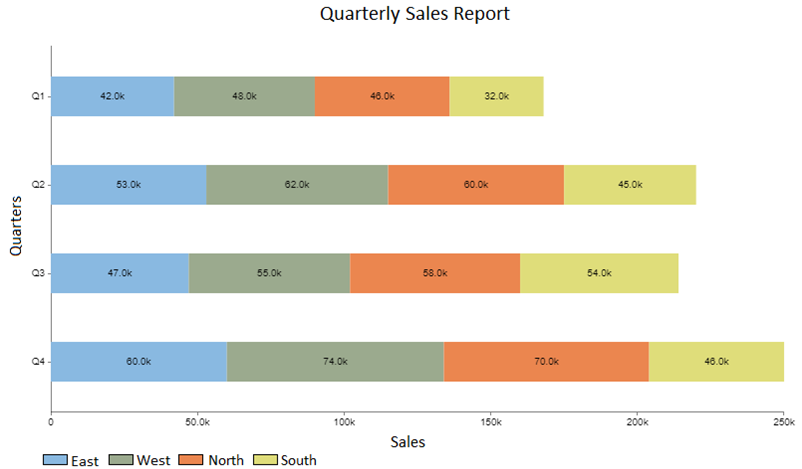 Quarterly Sales Report
Quarters
Q1 42.0k 48.0k 46.0k 32.0k
Q2 53.0k 62.0k 60.0k 45.0k
Q3 47.0k 55.0k 58.0k 54.0k
Q4 60.0k 74.0k 70.0k 46.0k
0 50.0k 100k 150k 200k 250k
Sales
East West North South